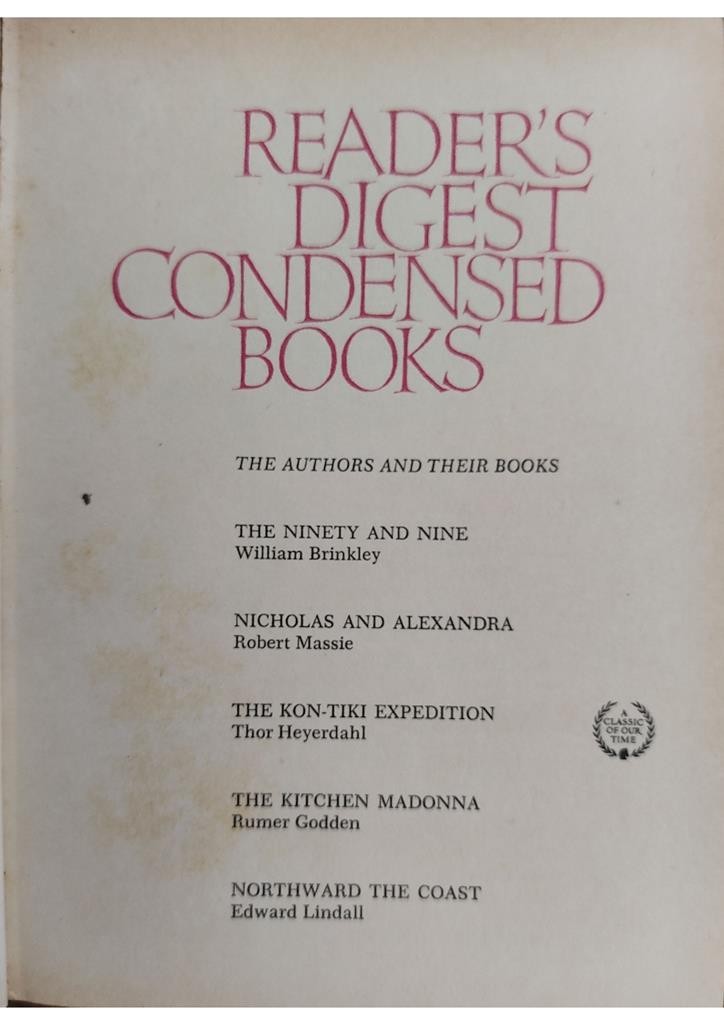 READER'S
DIGEST
CONDENSED
BOOKS
THE AUTHORS AND THEIR BOOKS
THE NINETY AND NINE
William Brinkley
NICHOLAS AND ALEXANDRA
Robert Massie
THE KON-TIKI EXPEDITION
Thor Heyerdahl
A
CLASSIC
OF OUR
TIME
THE KITCHEN MADONNA
Rumer Godden
NORTHWARD THE COAST
Edward Lindall